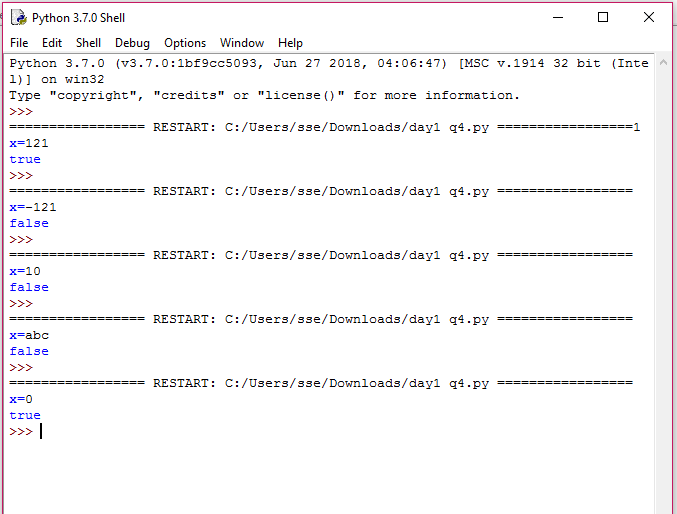 Python 3.7.0 Shell
File Edit Shell Debug Options Window Help
Python 3.7.0 (v3.7.0:1bf9cc5093, Jun 27 2018, 04:06:47) [MSC v.1914 32 bit (Inte
l)] on win32
Type "copyright", "credits" or "license()" for more information.
>>>
================= RESTART: C:/Users/sse/Downloads/day1 q4.py =================1
x=121
true
>>>
================= RESTART: C:/Users/sse/Downloads/day1 q4.py =================
x=-121
false
>>>
================= RESTART: C:/Users/sse/Downloads/day1 q4.py =================
x=10
false
>>>
================= RESTART: C:/Users/sse/Downloads/day1 q4.py =================
x=abc
false
>>>
================= RESTART: C:/Users/sse/Downloads/day1 q4.py =================
x=0
true
>>>